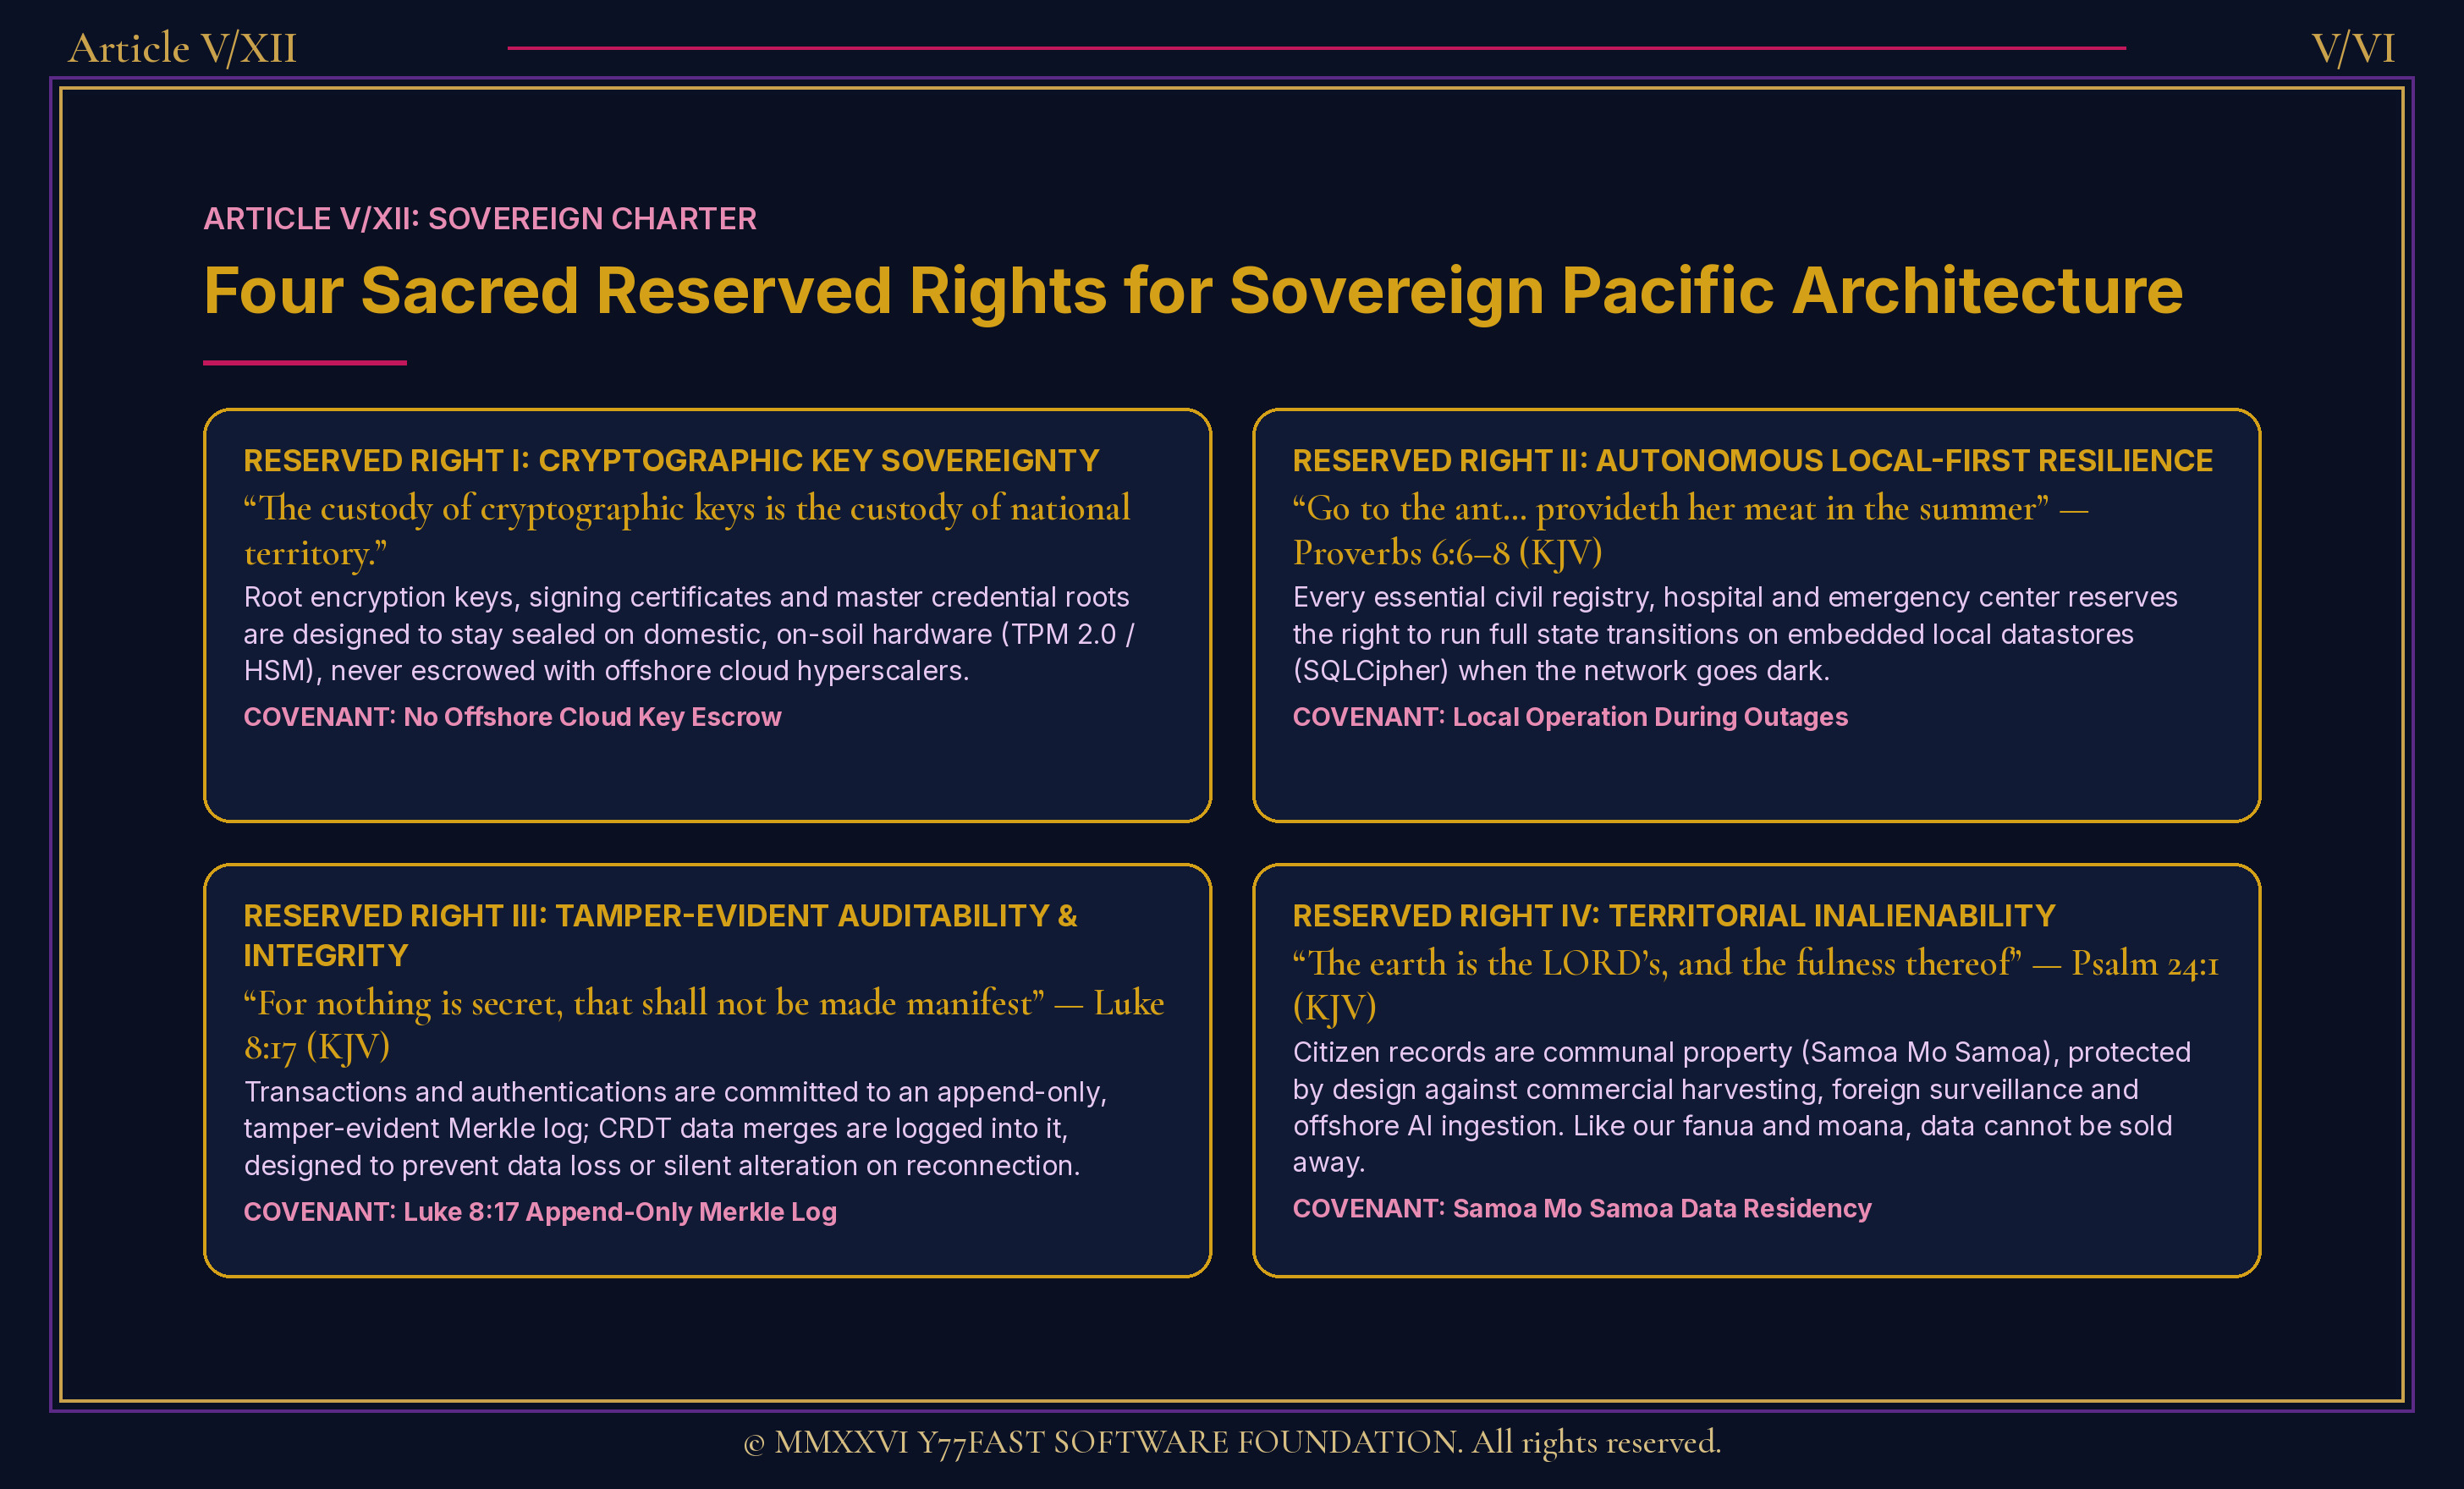 Article V/XII
V/VI
ARTICLE V/XII: SOVEREIGN CHARTER
Four Sacred Reserved Rights for Sovereign Pacific Architecture
RESERVED RIGHT I: CRYPTOGRAPHIC KEY SOVEREIGNTY
“The custody of cryptographic keys is the custody of national
territory.”
Root encryption keys, signing certificates and master credential roots
are designed to stay sealed on domestic, on-soil hardware (TPM 2.0 /
HSM), never escrowed with offshore cloud hyperscalers.
COVENANT: No Offshore Cloud Key Escrow
RESERVED RIGHT II: AUTONOMOUS LOCAL-FIRST RESILIENCE
“Go to the ant... provideth her meat in the summer” —
Proverbs 6:6–8 (KJV)
Every essential civil registry, hospital and emergency center reserves
the right to run full state transitions on embedded local datastores
(SQLCipher) when the network goes dark.
COVENANT: Local Operation During Outages
RESERVED RIGHT III: TAMPER-EVIDENT AUDITABILITY &
INTEGRITY
“For nothing is secret, that shall not be made manifest” — Luke
8:17 (KJV)
Transactions and authentications are committed to an append-only,
tamper-evident Merkle log; CRDT data merges are logged into it,
designed to prevent data loss or silent alteration on reconnection.
COVENANT: Luke 8:17 Append-Only Merkle Log
RESERVED RIGHT IV: TERRITORIAL INALIENABILITY
“The earth is the LORD’s, and the fulness thereof” — Psalm 24:1
(KJV)
Citizen records are communal property (Samoa Mo Samoa), protected
by design against commercial harvesting, foreign surveillance and
offshore AI ingestion. Like our fanua and moana, data cannot be sold
away.
COVENANT: Samoa Mo Samoa Data Residency
© MMXXVI Y77FAST SOFTWARE FOUNDATION. All rights reserved.